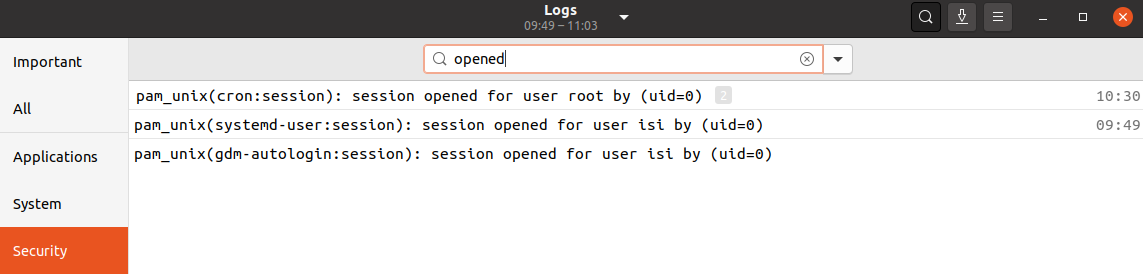 Logs
09:49 – 11:03
Important
opened
All
pam_unix(cron:session): session opened for user root by (uid=0) 2 10:30
pam_unix(systemd-user:session): session opened for user isi by (uid=0) 09:49
Applications
pam_unix(gdm-autologin:session): session opened for user isi by (uid=0)
System
Security